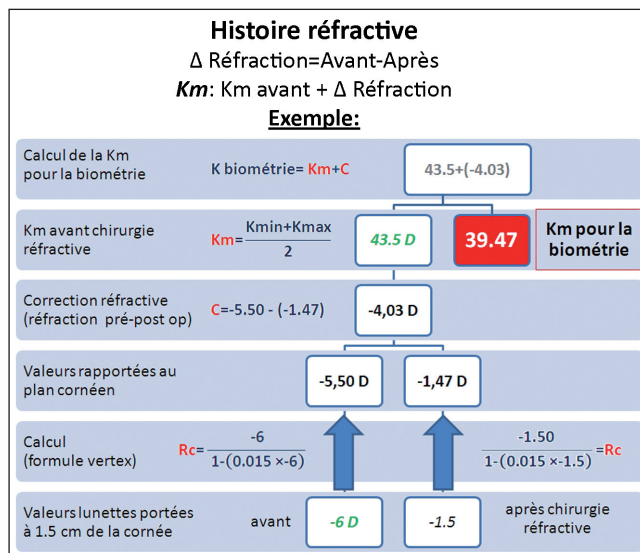 Histoire réfractive
Δ Réfraction=Avant-Après
Km: Km avant + Δ Réfraction
Exemple:
Calcul de la Km
pour la biométrie
K biométrie= Km+C
43.5+(-4.03)
Km avant chirurgie
réfractive
Km=
Kmin+Kmax
2
43.5 D
39.47
Km pour la
biométrie
Correction réfractive
(réfraction pré-post op)
C=-5.50 - (-1.47)
-4,03 D
Valeurs rapportées au
plan cornéen
-5,50 D
-1,47 D
Calcul
(formule vertex)
Rc=
-6
1-(0.015 ×-6)
-1.50
1-(0.015 ×-1.5)
=Rc
Valeurs lunettes portées
à 1.5 cm de la cornée
avant
-6 D
-1.5
après chirurgie
réfractive